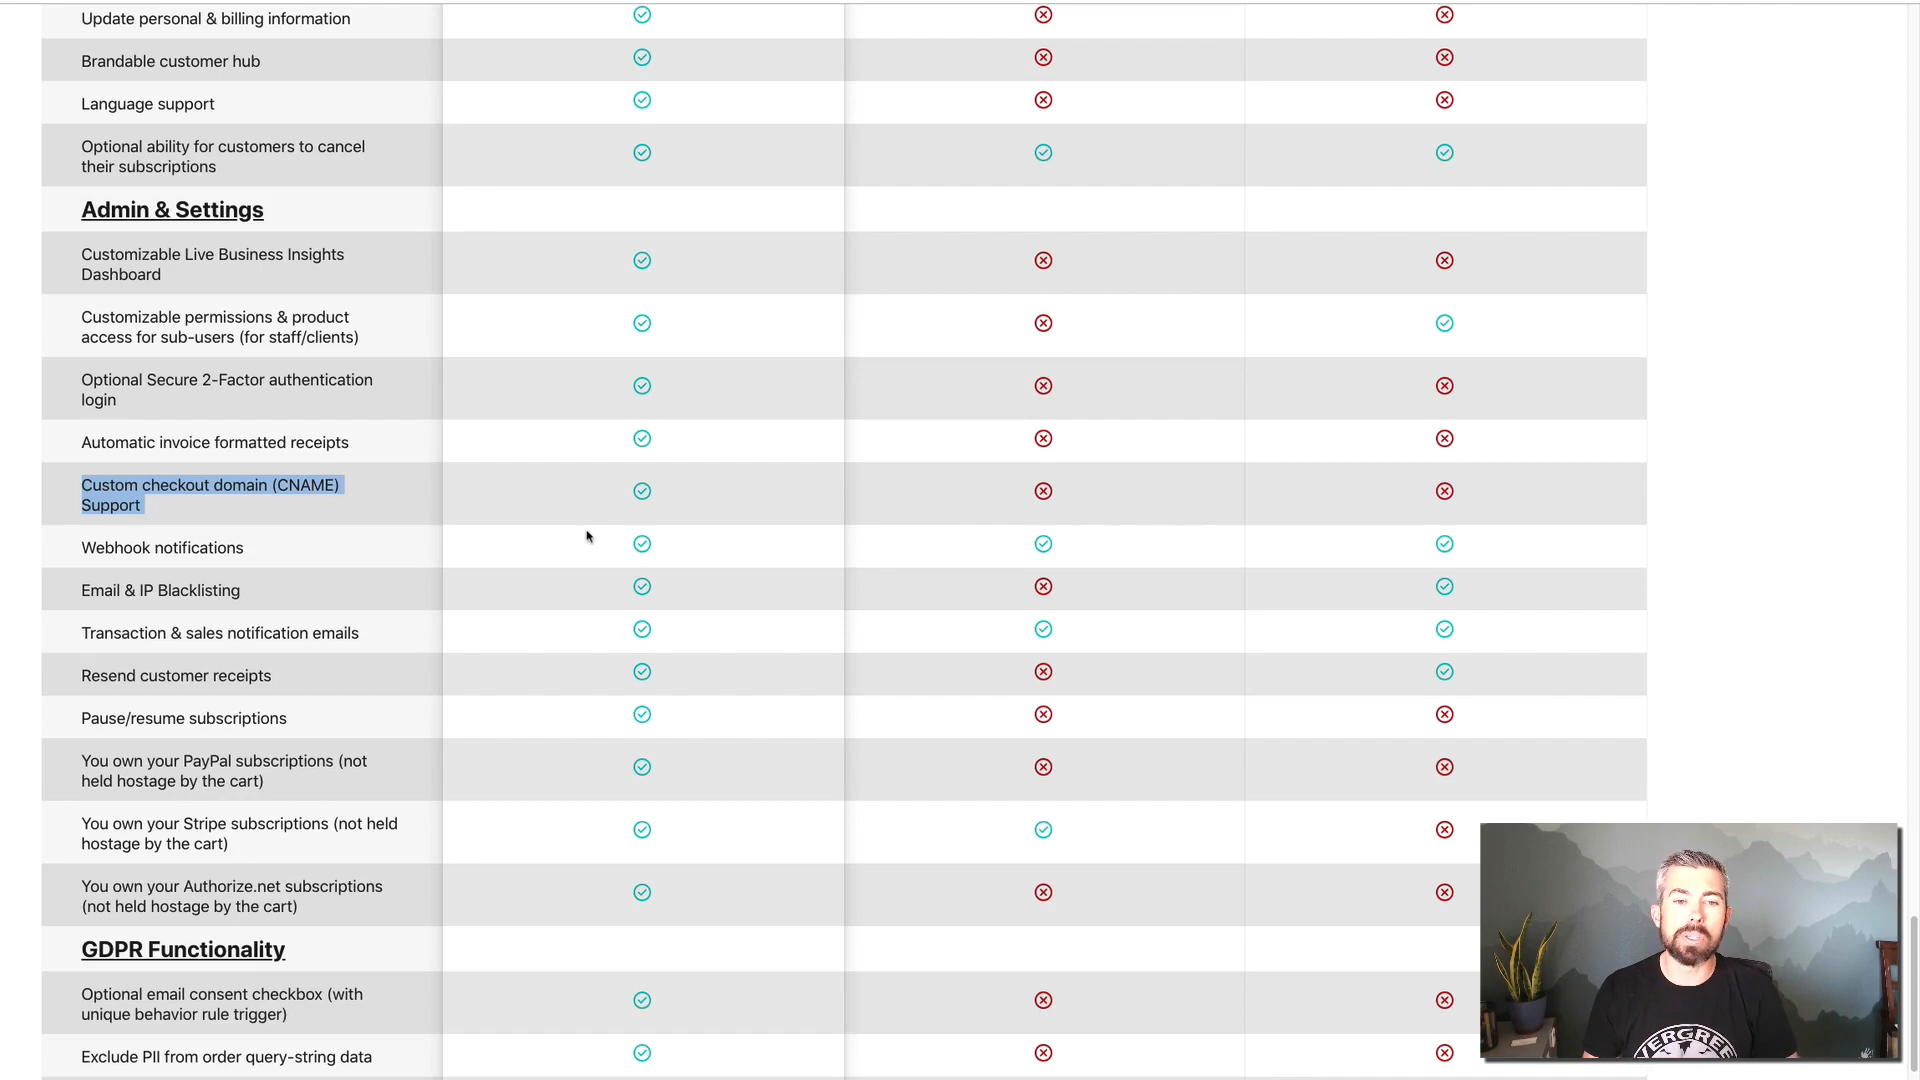 Update personal & billing information
Brandable customer hub
Language support
Optional ability for customers to cancel
their subscriptions
Admin & Settings
Customizable Live Business Insights
Dashboard
Customizable permissions & product
access for sub-users (for staff/clients)
Optional Secure 2-Factor authentication
login
Automatic invoice formatted receipts
Custom checkout domain (CNAME)
Support
Webhook notifications
Email & IP Blacklisting
Transaction & sales notification emails
Resend customer receipts
Pause/resume subscriptions
You own your PayPal subscriptions (not
held hostage by the cart)
You own your Stripe subscriptions (not held
hostage by the cart)
You own your Authorize.net subscriptions
(not held hostage by the cart)
GDPR Functionality
Optional email consent checkbox (with
unique behavior rule trigger)
Exclude PII from order query-string data